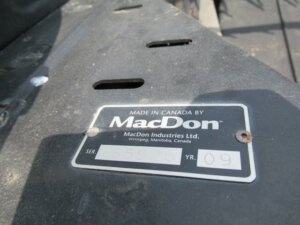 MADE IN CANADA BY
MacDon
MacDon Industries Ltd.
Winnipeg, Manitoba, Canada
SER.
YR. 09